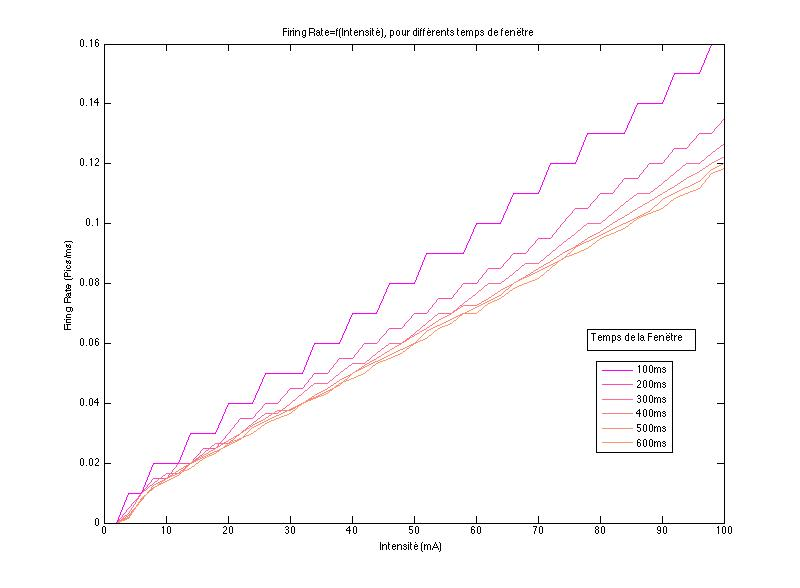 Firing Rate=f(Intensité), pour différents temps de fenêtre
0.16
0.14
0.12
0.1
0.08
0.06
0.04
0.02
0
Firing Rate (Pics/ms)
10
20
30
40
50
60
70
80
90
100
Intensité (mA)
Temps de la Fenêtre
100ms
200ms
300ms
400ms
500ms
600ms